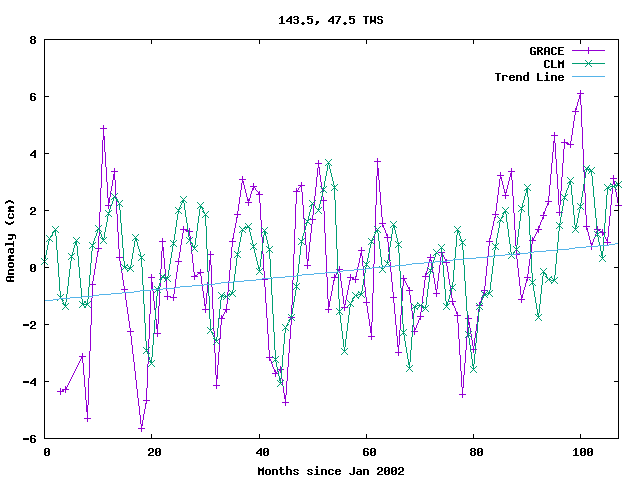 143.5, 47.5 TWS
GRACE
CLM
Trend Line
Anomaly (cm)
8
6
4
2
0
-2
-4
-6
0 20 40 60 80 100
Months since Jan 2002